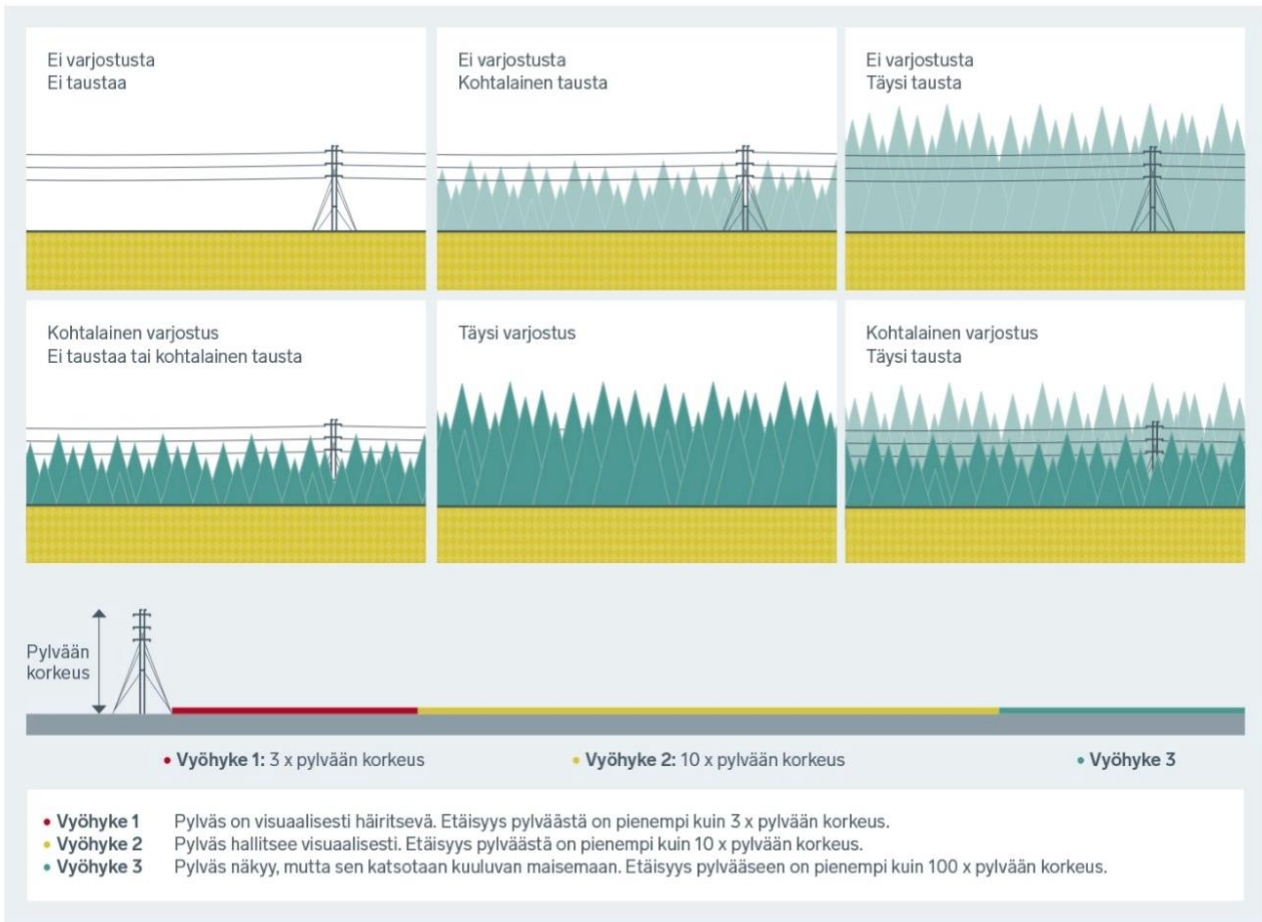 Ei varjostusta
Ei taustaa
Ei varjostusta
Kohtalainen tausta
Ei varjostusta
Täysi tausta
Kohtalainen varjostus
Ei taustaa tai kohtalainen tausta
Täysi varjostus
Kohtalainen varjostus
Täysi tausta
Pylvään
korkeus
• Vyöhyke 1: 3 x pylvään korkeus
• Vyöhyke 2: 10 x pylvään korkeus
• Vyöhyke 3
• Vyöhyke 1 Pylväs on visuaalisesti häiritsevä. Etäisyys pylväästä on pienempi kuin 3 x pylvään korkeus.
• Vyöhyke 2 Pylväs hallitsee visuaalisesti. Etäisyys pylväästä on pienempi kuin 10 x pylvään korkeus.
• Vyöhyke 3 Pylväs näkyy, mutta sen katsotaan kuuluvan maisemaan. Etäisyys pylvääseen on pienempi kuin 100 x pylvään korkeus.